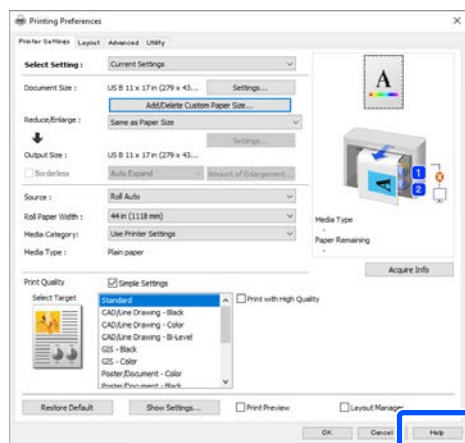 Printing Preferences
Printer Settings Layout Advanced Utility
Select Setting : Current Settings
Document Size : US B 11 x 17 in (279 x 43... Settings...
Add/Delete Custom Paper Size...
Reduce/Enlarge : Same as Paper Size
Settings...
Output Size : US B 11 x 17 in (279 x 43...
Borderless Auto Expand Amount of Enlargement...
Source : Roll Auto
Roll Paper Width : 44 in (1118 mm)
Media Category: Use Printer Settings
Media Type : Plain paper
A
1
2
Media Type
-
Paper Remaining
-
Acquire Info
Print Quality Simple Settings
Select Target
Standard
CAD/Line Drawing - Black
CAD/Line Drawing - Color
CAD/Line Drawing - Bi-Level
GIS - Black
GIS - Color
Poster/Document - Color
Poster/Document - Black
Print with High Quality
Restore Default Show Settings... Print Preview Layout Manager
OK Cancel Help